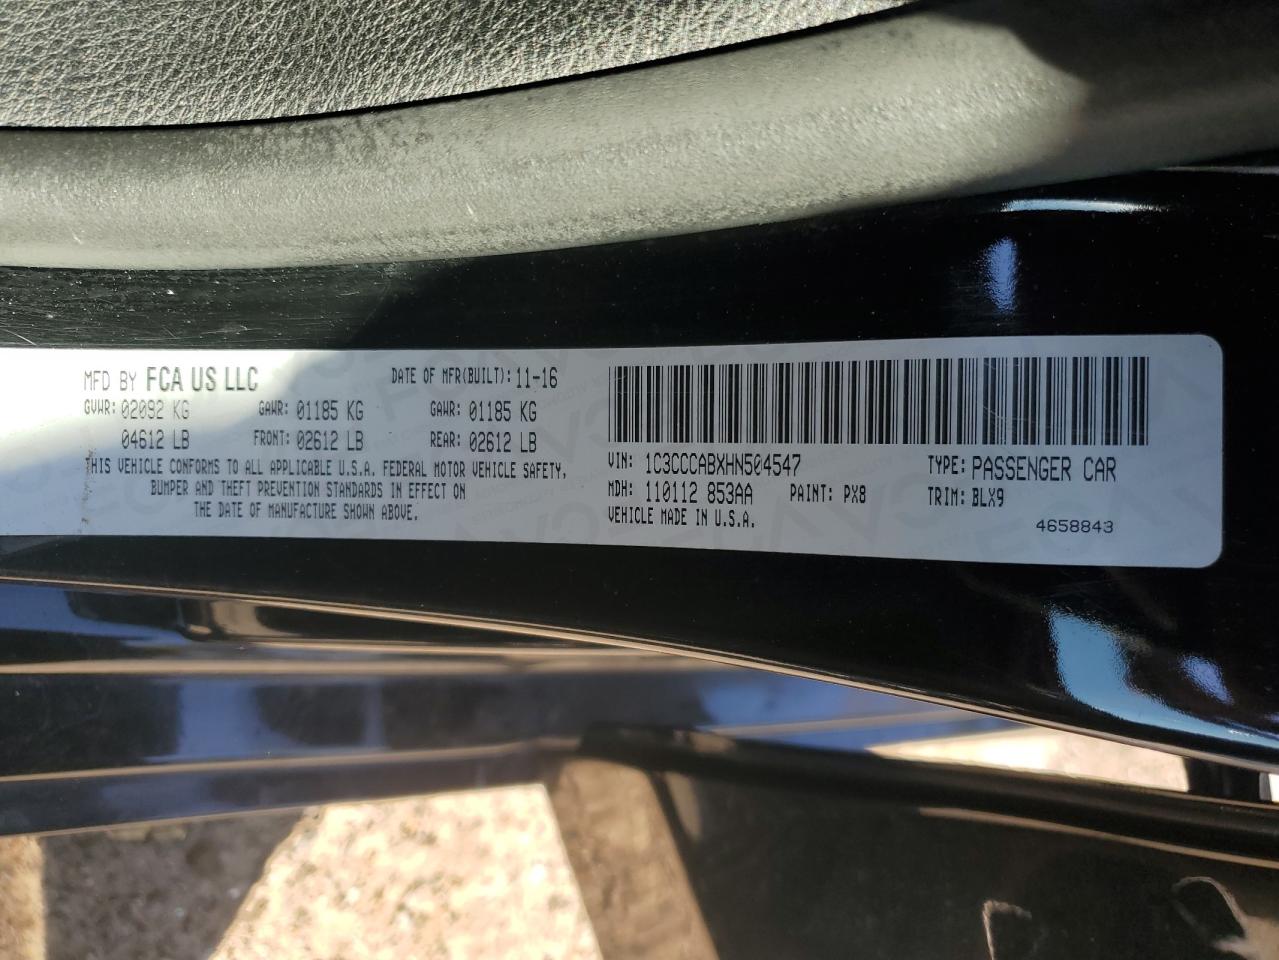 MFD BY FCA US LLC DATE OF MFR(BUILT): 11-16
GVWR: 02092 KG GAWR: 01185 KG GAWR: 01185 KG
04612 LB FRONT: 02612 LB REAR: 02612 LB
THIS VEHICLE CONFORMS TO ALL APPLICABLE U.S.A. FEDERAL MOTOR VEHICLE SAFETY,
BUMPER AND THEFT PREVENTION STANDARDS IN EFFECT ON
THE DATE OF MANUFACTURE SHOWN ABOVE.
VIN: 1C3CCCABXHN504547 TYPE: PASSENGER CAR
MDH: 110112 853AA PAINT: PX8 TRIM: BLX9
VEHICLE MADE IN U.S.A.
4658843